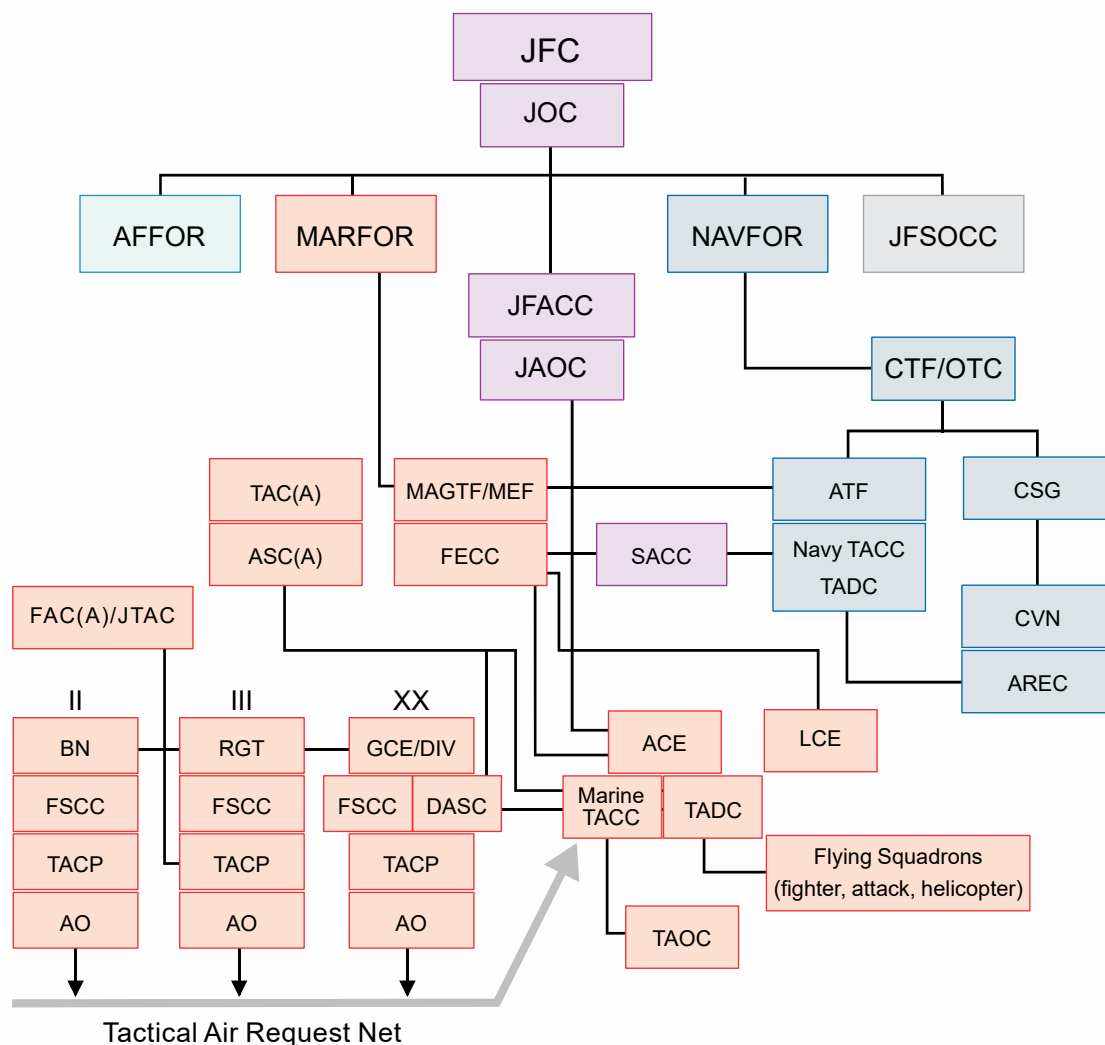 JFC
JOC
AFFOR
MARFOR
NAVFOR
JFSOCC
JFACC
JAOC
CTF/OTC
TAC(A)
MAGTF/MEF
ATF
CSG
ASC(A)
FECC
SACC
Navy TACC
TADC
FAC(A)/JTAC
CVN
AREC
II
III
XX
BN
RGT
GCE/DIV
ACE
LCE
FSCC
FSCC
FSCC
DASC
Marine
TACC
TADC
TACP
TACP
TACP
Flying Squadrons
(fighter, attack, helicopter)
AO
AO
AO
TAOC
Tactical Air Request Net